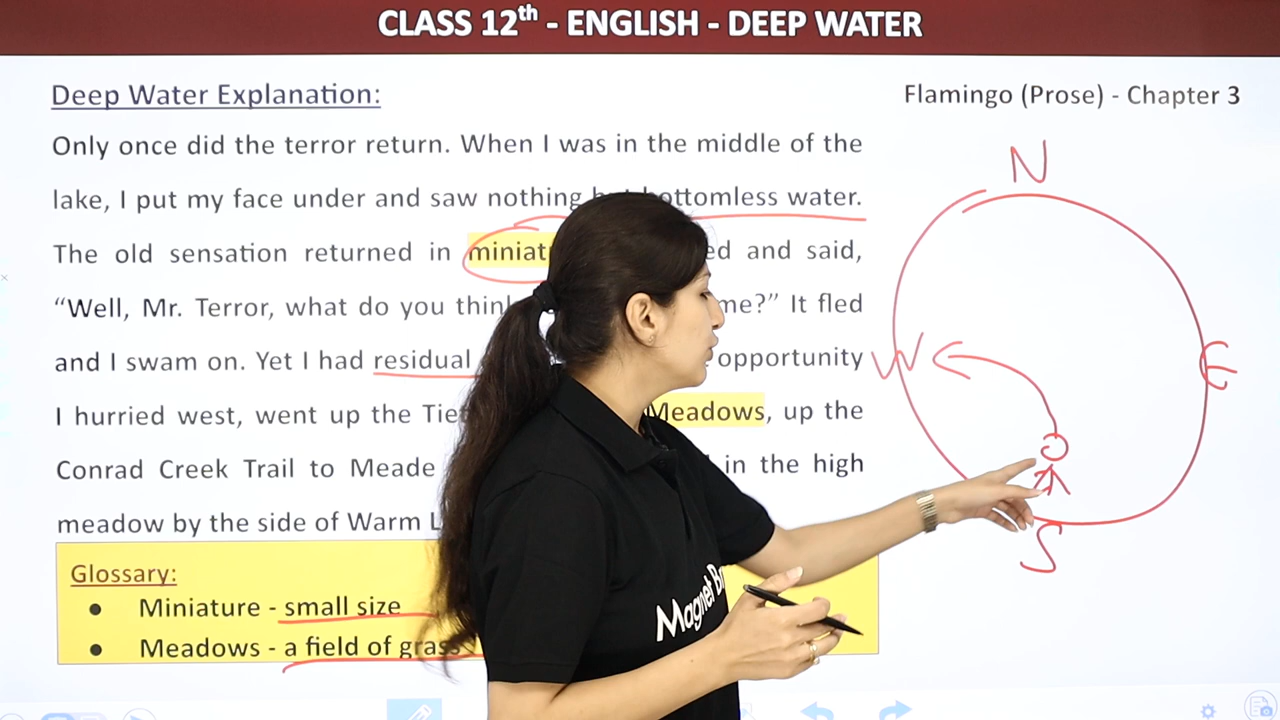 CLASS 12th - ENGLISH - DEEP WATER
Deep Water Explanation:
Flamingo (Prose) - Chapter 3
Only once did the terror return. When I was in the middle of the
lake, I put my face under and saw nothing bottomless water.
The old sensation returned in ed and said,
“Well, Mr. Terror, what do you think me?” It fled
and I swam on. Yet I had residual opportunity
I hurried west, went up the Meadows, up the
Conrad Creek Trail to Meade in the high
meadow by the side of Warm
Glossary:
● Miniature - small size
● Meadows - a field of grass
N
W
E
S
Magnet